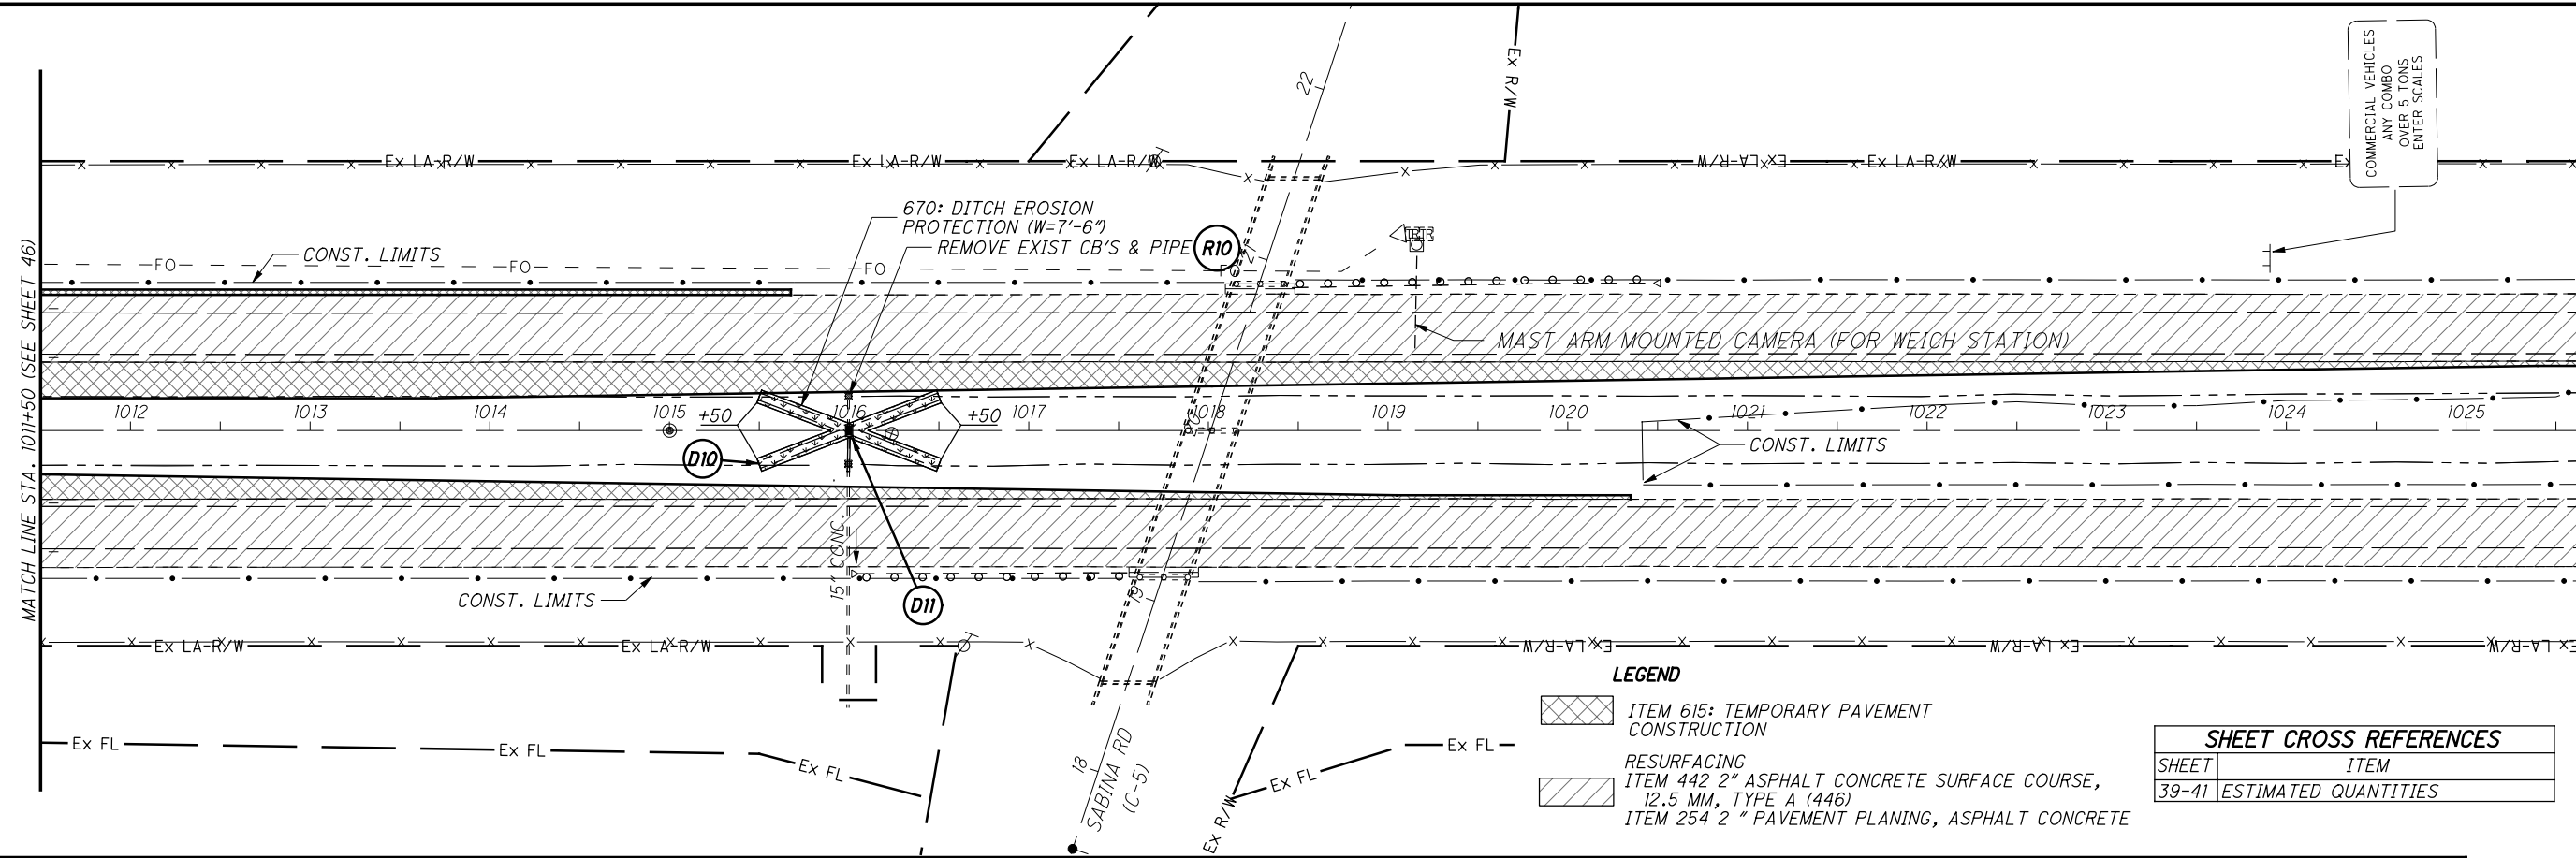 COMMERCIAL VEHICLES
ANY COMBO
OVER 5 TONS
ENTER SCALES
22
Ex R/W
Ex LA-R/W
Ex LA-R/W
Ex LA-R/W
Ex LA-R/W
Ex LA-R/W
670: DITCH EROSION
PROTECTION (W=7'-6")
REMOVE EXIST CB'S & PIPE
R10
CONST. LIMITS
FO
FO
FO
MATCH LINE STA. 1011+50 (SEE SHEET 46)
MAST ARM MOUNTED CAMERA (FOR WEIGH STATION)
1012
1013
1014
1015
+50
1016
+50
1017
1018
1019
1020
1021
1022
1023
1024
1025
CONST. LIMITS
D10
15" CONC.
D11
19
CONST. LIMITS
Ex LA-R/W
Ex LA-R/W
Ex LA-R/W
Ex LA-R/W
Ex LA-R/W
Ex FL
Ex FL
Ex FL
Ex FL
Ex FL
Ex R/W
18
SABINA RD
(C-5)
LEGEND
ITEM 615: TEMPORARY PAVEMENT
CONSTRUCTION
RESURFACING
ITEM 442 2" ASPHALT CONCRETE SURFACE COURSE,
12.5 MM, TYPE A (446)
ITEM 254 2 " PAVEMENT PLANING, ASPHALT CONCRETE
SHEET CROSS REFERENCES
SHEET ITEM
39-41 ESTIMATED QUANTITIES